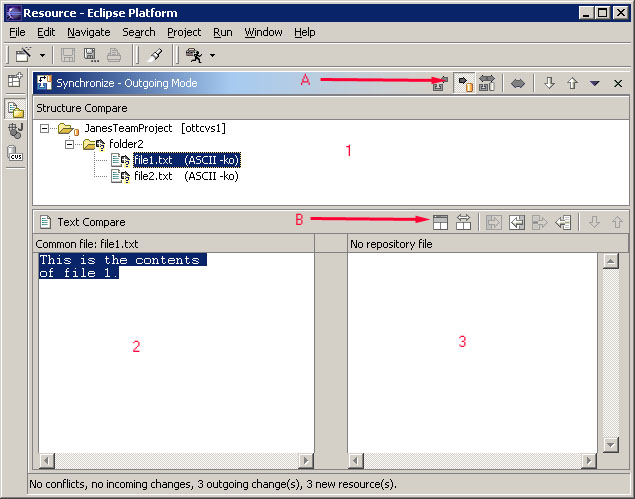 Resource - Eclipse Platform
File Edit Navigate Search Project Run Window Help
Synchronize - Outgoing Mode
A
Structure Compare
JanesTeamProject [ottcvs1]
folder2
file1.txt (ASCII -ko)
file2.txt (ASCII -ko)
1
CVS
Text Compare
B
Common file: file1.txt
No repository file
This is the contents
of file 1.
2
3
No conflicts, no incoming changes, 3 outgoing change(s), 3 new resource(s).